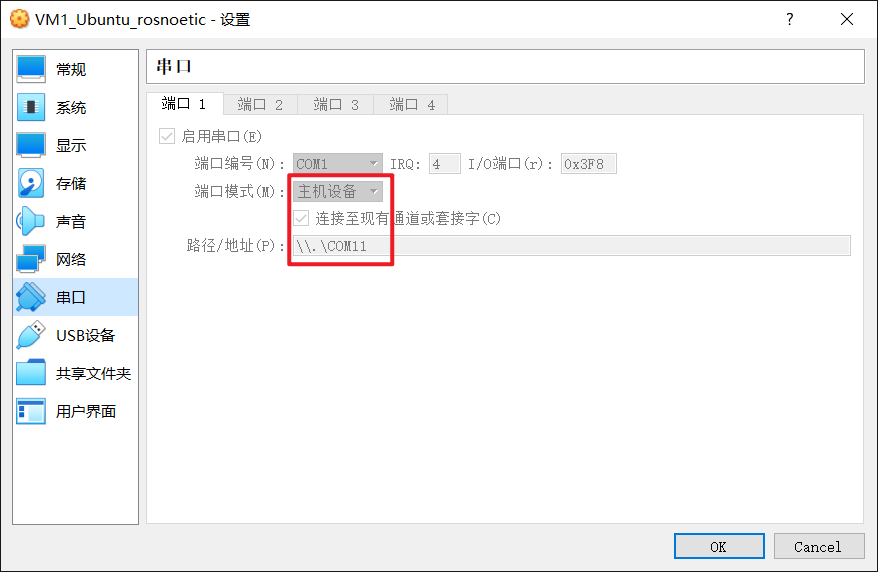 VM1_Ubuntu_rosnoetic - 设置
?
常规
系统
显示
存储
声音
网络
串口
USB设备
共享文件夹
用户界面
串口
端口 1 端口 2 端口 3 端口 4
启用串口(E)
端口编号(N): COM1 IRQ: 4 I/O端口(r): 0x3F8
端口模式(M): 主机设备
连接至现有通道或套接字(C)
路径/地址(P): \\.\COM11
OK Cancel